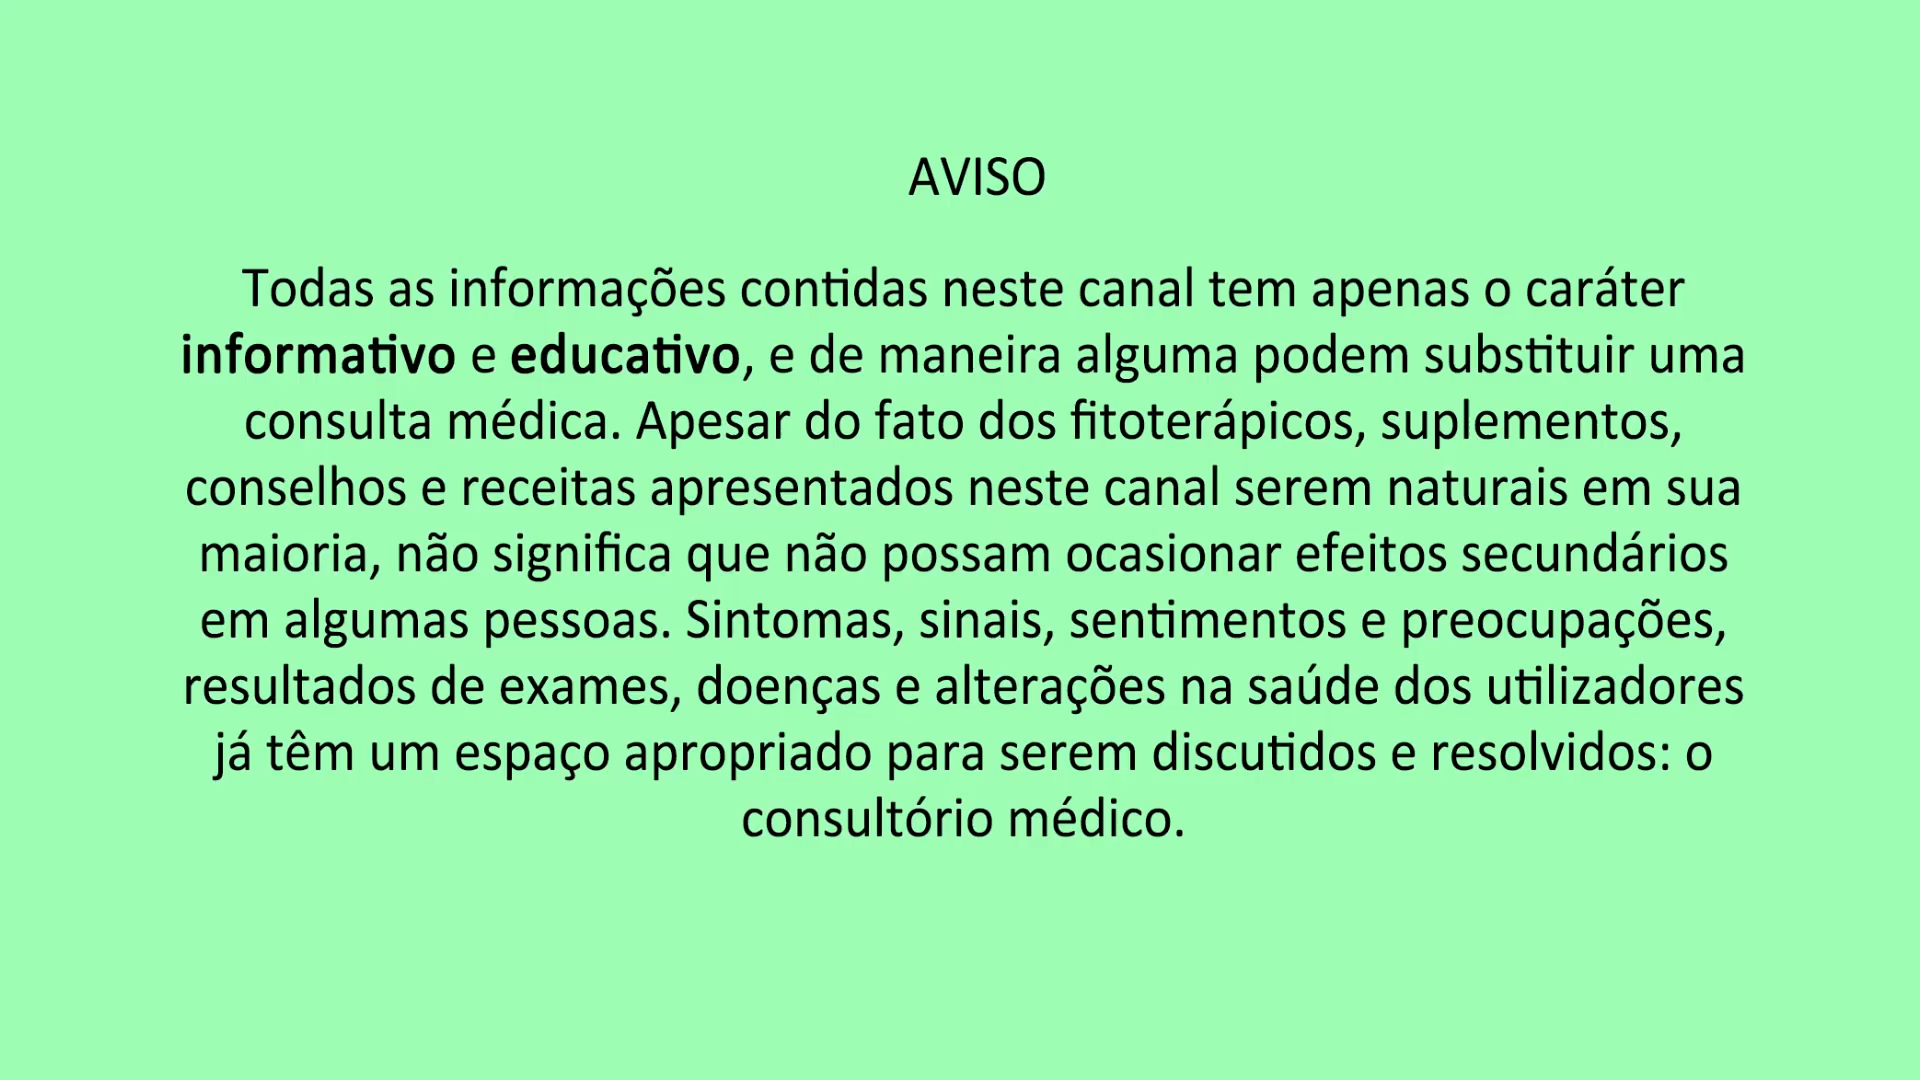 AVISO
Todas as informações contidas neste canal tem apenas o caráter
informativo e educativo, e de maneira alguma podem substituir uma
consulta médica. Apesar do fato dos fitoterápicos, suplementos,
conselhos e receitas apresentados neste canal serem naturais em sua
maioria, não significa que não possam ocasionar efeitos secundários
em algumas pessoas. Sintomas, sinais, sentimentos e preocupações,
resultados de exames, doenças e alterações na saúde dos utilizadores
já têm um espaço apropriado para serem discutidos e resolvidos: o
consultório médico.